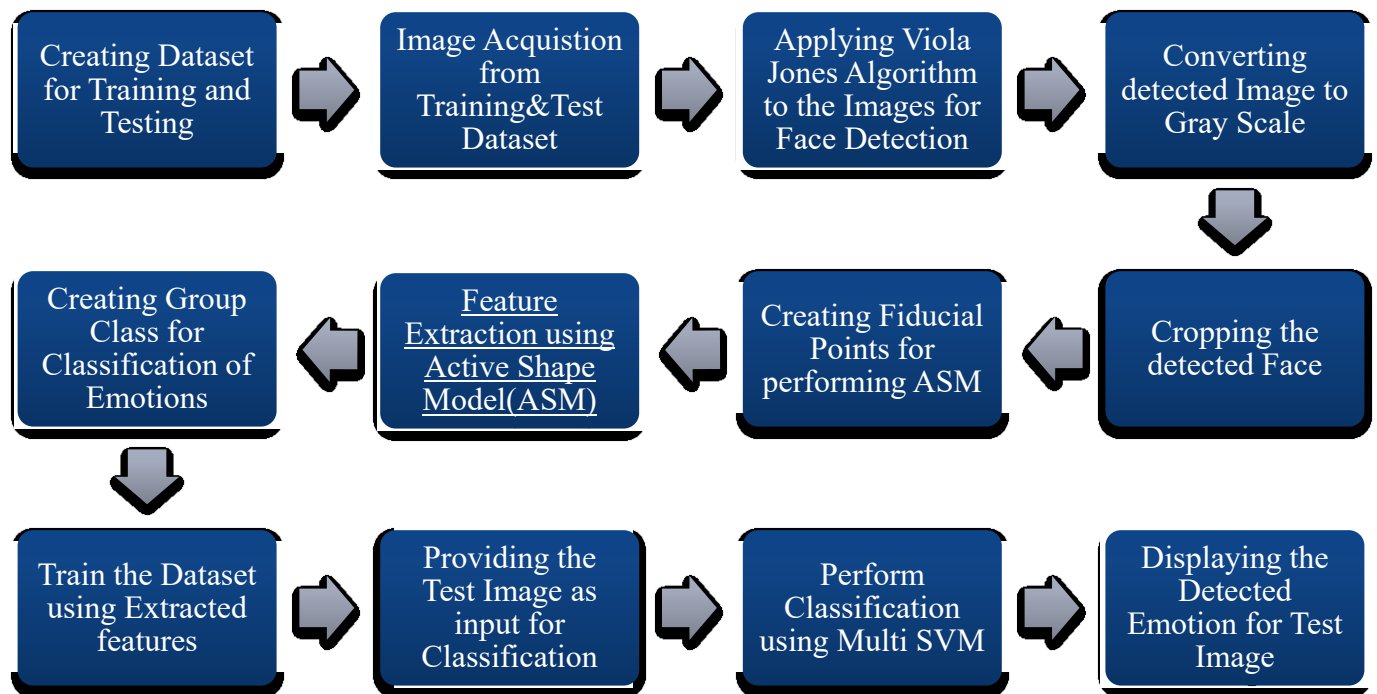 Creating Dataset
for Training and
Testing
Image Acquistion
from
Training&Test
Dataset
Applying Viola
Jones Algorithm
to the Images for
Face Detection
Converting
detected Image to
Gray Scale
Cropping the
detected Face
Creating Fiducial
Points for
performing ASM
Feature
Extraction using
Active Shape
Model(ASM)
Creating Group
Class for
Classification of
Emotions
Train the Dataset
using Extracted
features
Providing the
Test Image as
input for
Classification
Perform
Classification
using Multi SVM
Displaying the
Detected
Emotion for Test
Image